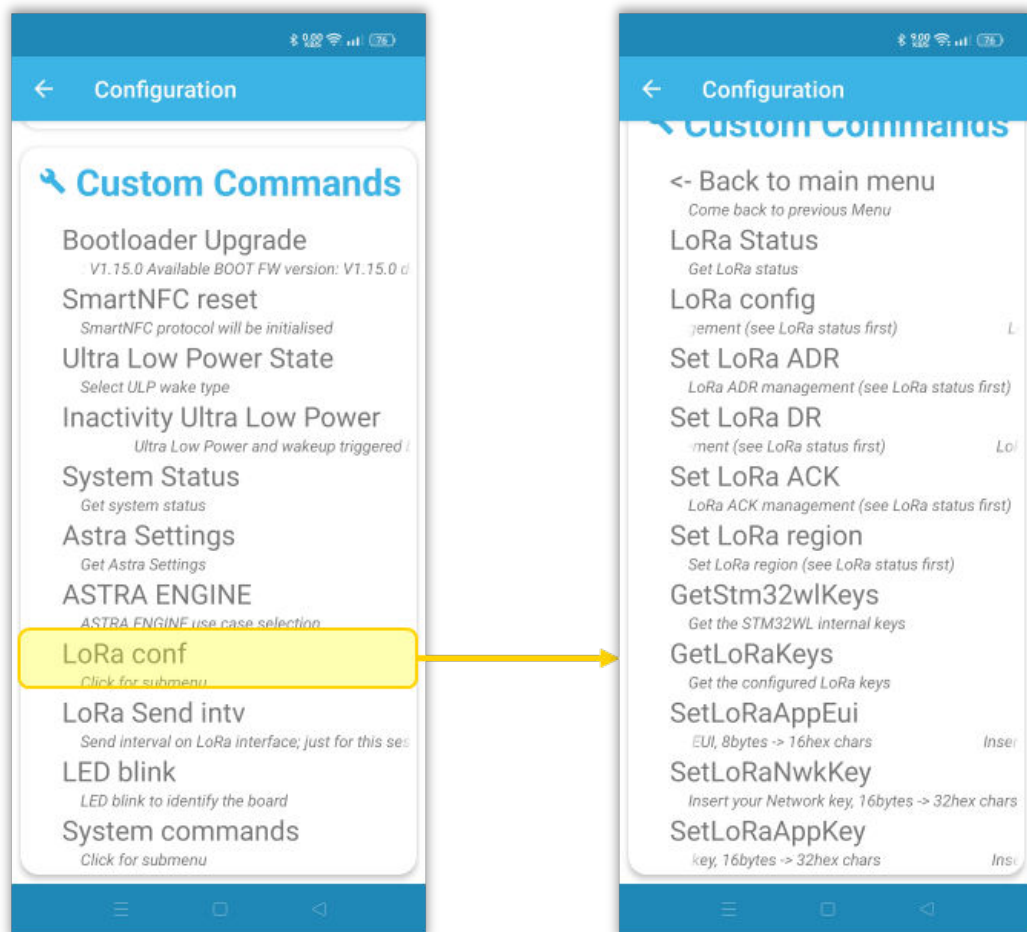 76
Configuration
Custom Commands
Bootloader Upgrade
: V1.15.0 Available BOOT FW version: V1.15.0
SmartNFC reset
SmartNFC protocol will be initialised
Ultra Low Power State
Select ULP wake type
Inactivity Ultra Low Power
Ultra Low Power and wakeup triggered
System Status
Get system status
Astra Settings
Get Astra Settings
ASTRA ENGINE
ASTRA ENGINE use case selection
LoRa conf
Click for submenu
LoRa Send intv
Send interval on LoRa interface; just for this ses
LED blink
LED blink to identify the board
System commands
Click for submenu
76
Configuration
Custom Commands
<- Back to main menu
Come back to previous Menu
LoRa Status
Get LoRa status
LoRa config
gement (see LoRa status first)
Set LoRa ADR
LoRa ADR management (see LoRa status first)
Set LoRa DR
ment (see LoRa status first) Lo
Set LoRa ACK
LoRa ACK management (see LoRa status first)
Set LoRa region
Set LoRa region (see LoRa status first)
GetStm32wlKeys
Get the STM32WL internal keys
GetLoRaKeys
Get the configured LoRa keys
SetLoRaAppEui
EUI, 8bytes -> 16hex chars Inser
SetLoRaNwkKey
Insert your Network key, 16bytes -> 32hex chars
SetLoRaAppKey
key, 16bytes -> 32hex chars Inse